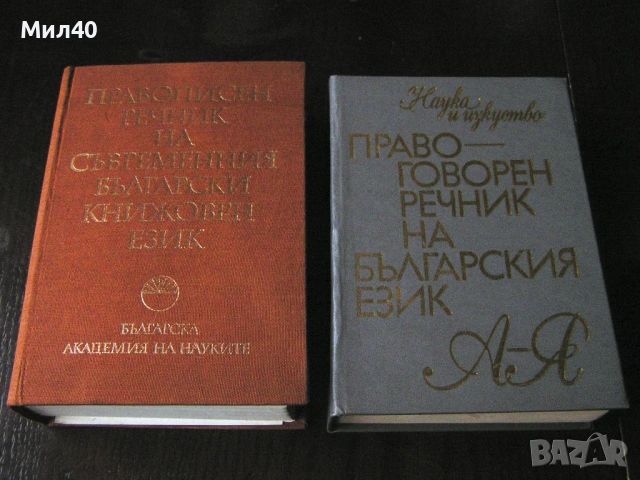 Мил40
ПРАВОПИСЕН
РЕЧНИК
НА
СЪВРЕМЕННИЯ
БЪЛГАРСКИ
КНИЖОВЕН
ЕЗИК
БЪЛГАРСКА
АКАДЕМИЯ НА НАУКИТЕ
Наука
и изкуство
ПРАВО—
ГОВОРЕН
РЕЧНИК
НА
БЪЛГАРСКИЯ
ЕЗИК
А–Я
BAZAR